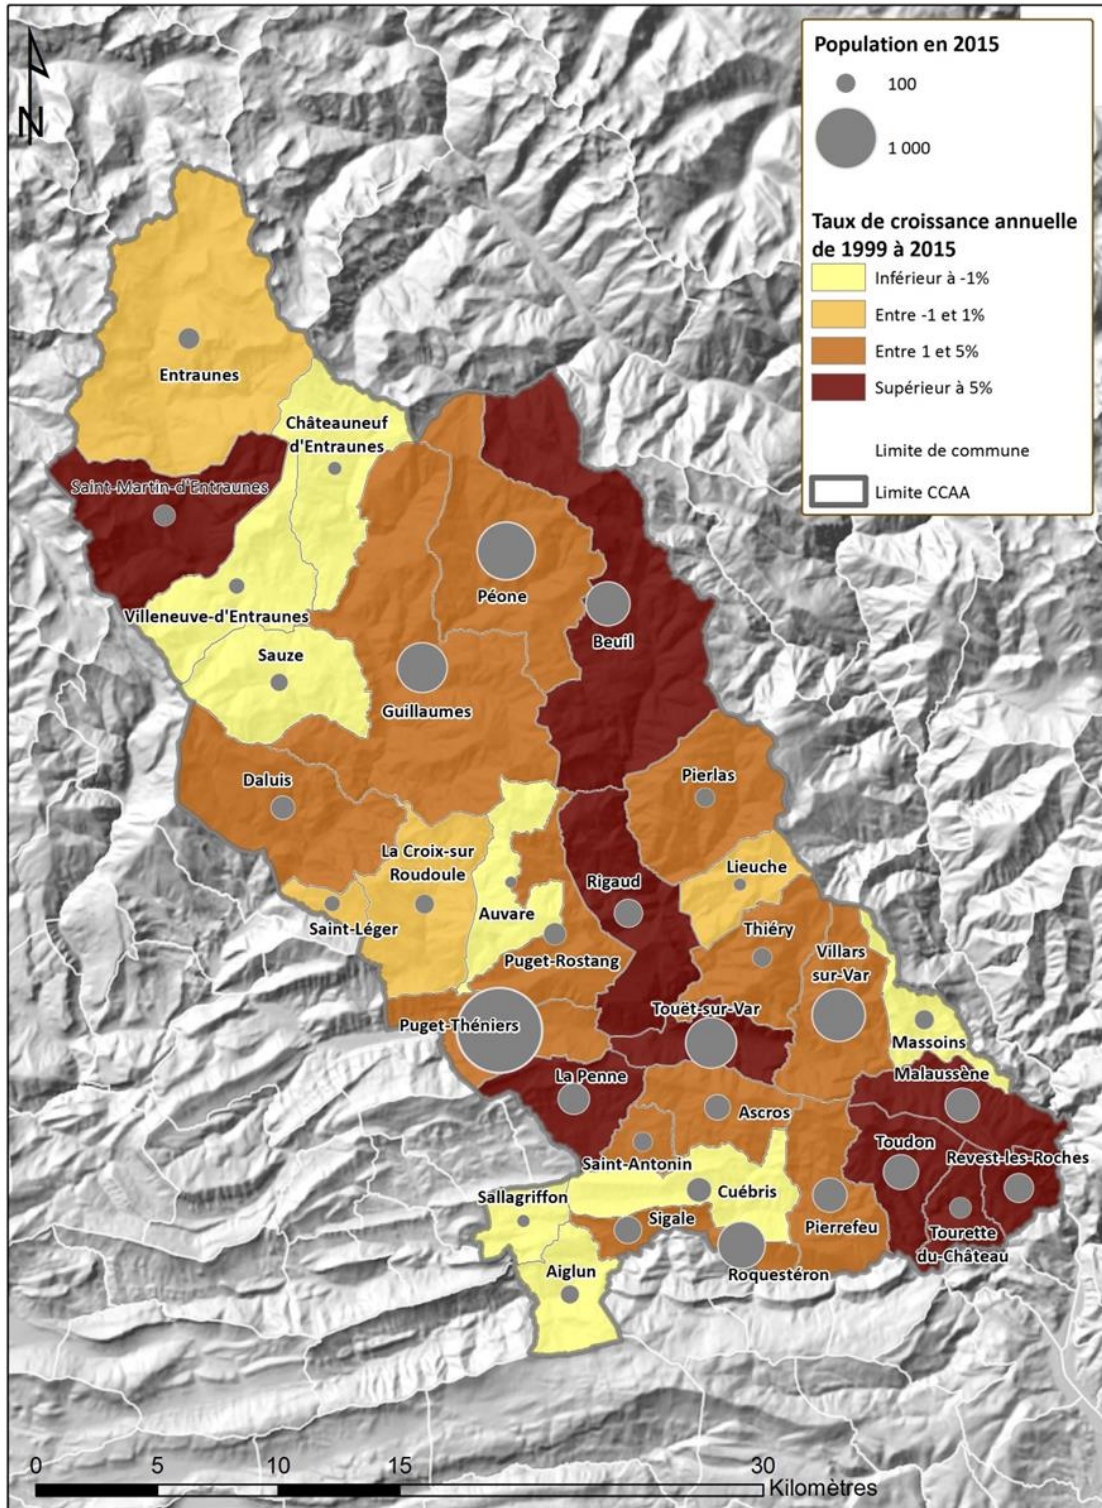 N
Population en 2015
100
1 000
Taux de croissance annuelle
de 1999 à 2015
Inférieur à -1%
Entre -1 et 1%
Entre 1 et 5%
Supérieur à 5%
Limite de commune
Limite CCAA
Entraunes
Châteauneuf
d'Entraunes
Saint-Martin-d'Entraunes
Péone
Villeneuve-d'Entraunes
Beuil
Sauze
Guillaumes
Daluis
Pierlas
La Croix-sur
Roudoule
Lieuche
Rigaud
Auvare
Saint-Léger
Thiéry
Villars
sur-Var
Puget-Rostang
Touët-sur-Var
Puget-Théniers
Massoins
La Penne
Malaussène
Ascros
Toudon
Revest-les-Roches
Saint-Antonin
Sallagriffon
Cuébris
Sigale
Pierrefeu
Tourette
du-Château
Aiglun
Roquestéron
0 5 10 15 30
Kilomètres